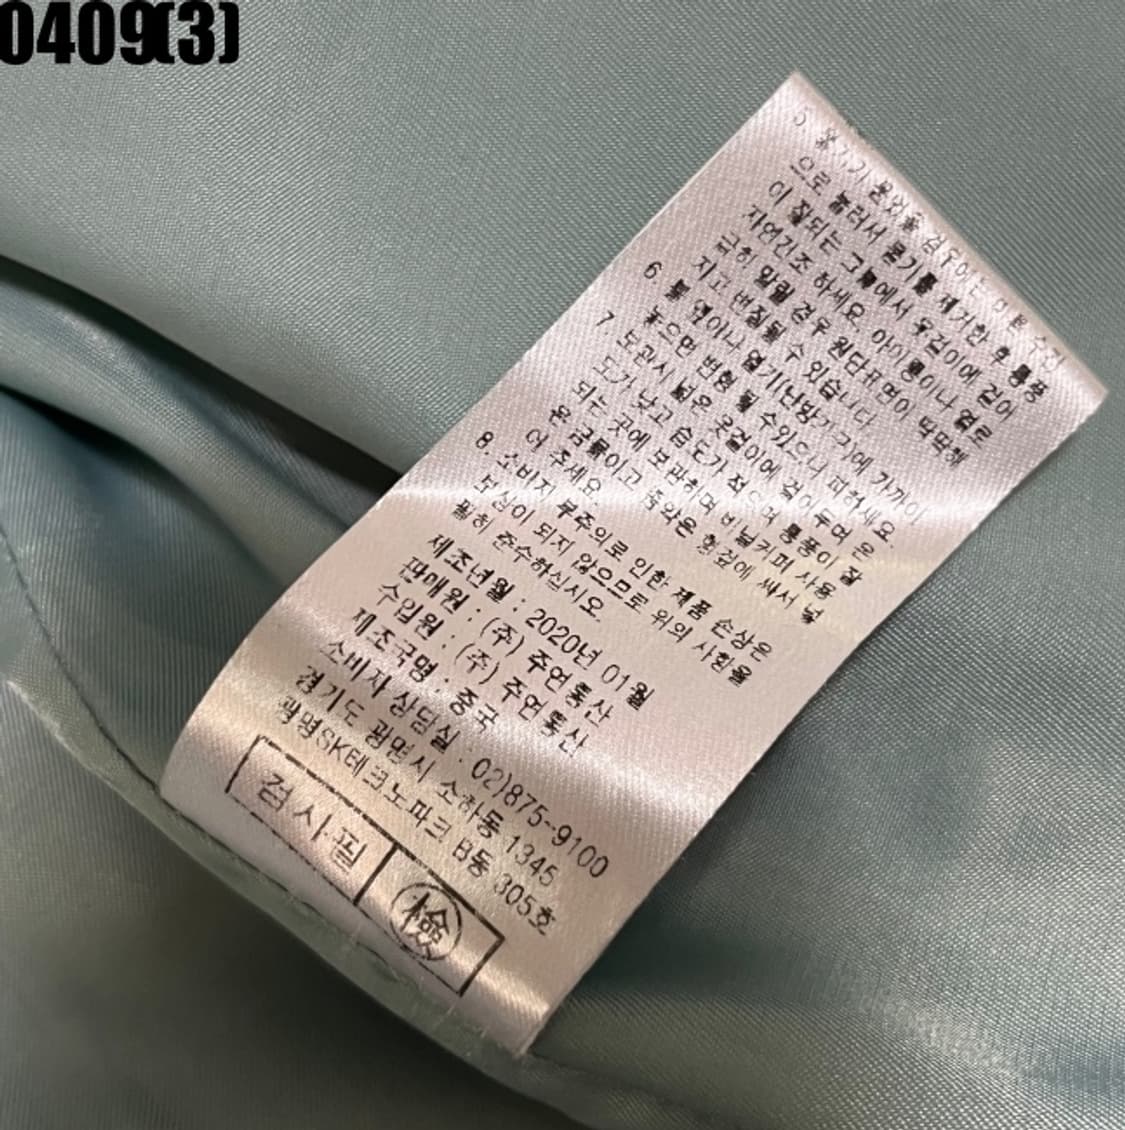 0409(3)
5 옷감이 물었을 경우에는 마른 수건
으로 눌러서 물기를 제거한 후 통풍
이 잘되는 그늘에서 옷걸이에 걸어
자연건조 하세요. 아이롱이나 열로
급히 말릴 경우 원단표면이 딱딱해
지고 변질될 수 있습니다.
6 불 옆이나 열기(난방기구)에 가까이
놓으면 변형 될 수있으니 피하세요.
7. 보관시 넓은 옷걸이에 걸어두며 온
도가 낮고 습도가 적으며 통풍이 잘
되는 곳에 보관하며 비닐커퍼 사용
은 금물이고 좀약은 헝겊에 싸서 넣
어 주세요.
8. 소비자 부주의로 인한 제품 손상은
보상이 되지 않으므로 위의 사항을
필히 준수하십시오.
제조년월 : 2020년 01월
판매원 : (주) 주연통산
수입원 : (주) 주연통산
제조국명 : 중국
소비자 상담실 : 02)875-9100
경기도 광명시 소하동 1345
광명SK테크노파크 B동 305호
검사필 檢